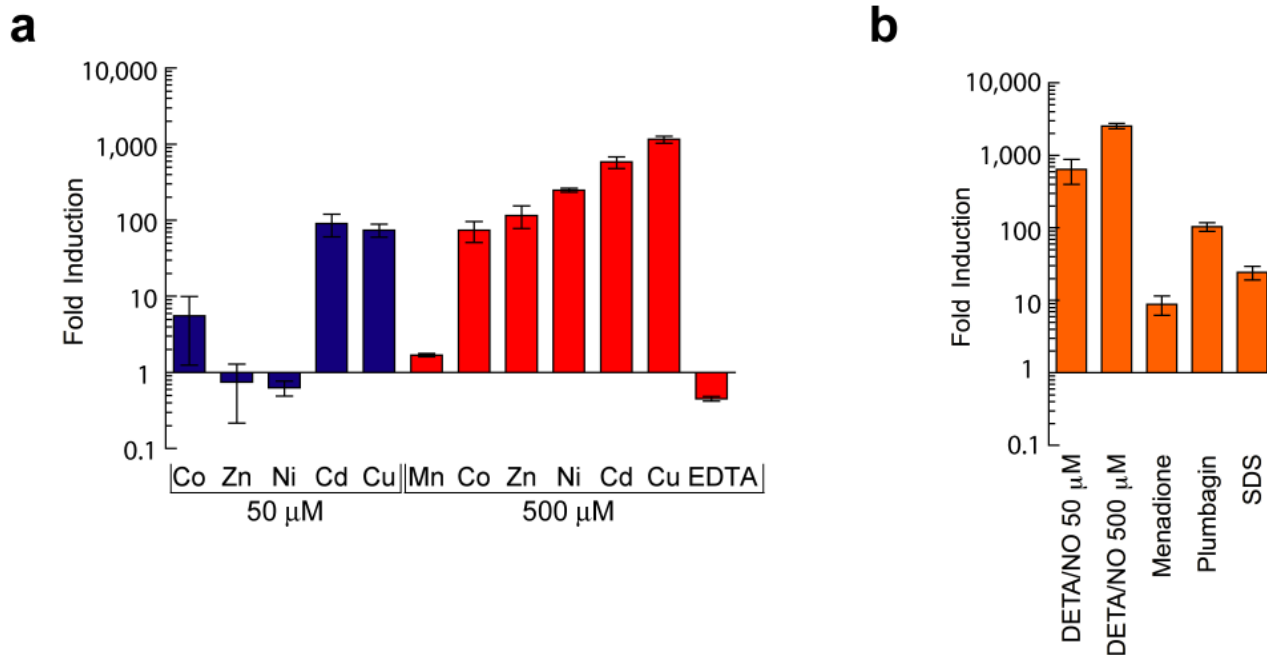 a
10,000
1,000
100
10
1
0.1
Fold Induction
Co Zn Ni Cd Cu Mn Co Zn Ni Cd Cu EDTA
50 μM 500 μM
b
10,000
1,000
100
10
1
0.1
Fold Induction
DETA/NO 50 μM
DETA/NO 500 μM
Menadione
Plumbagin
SDS